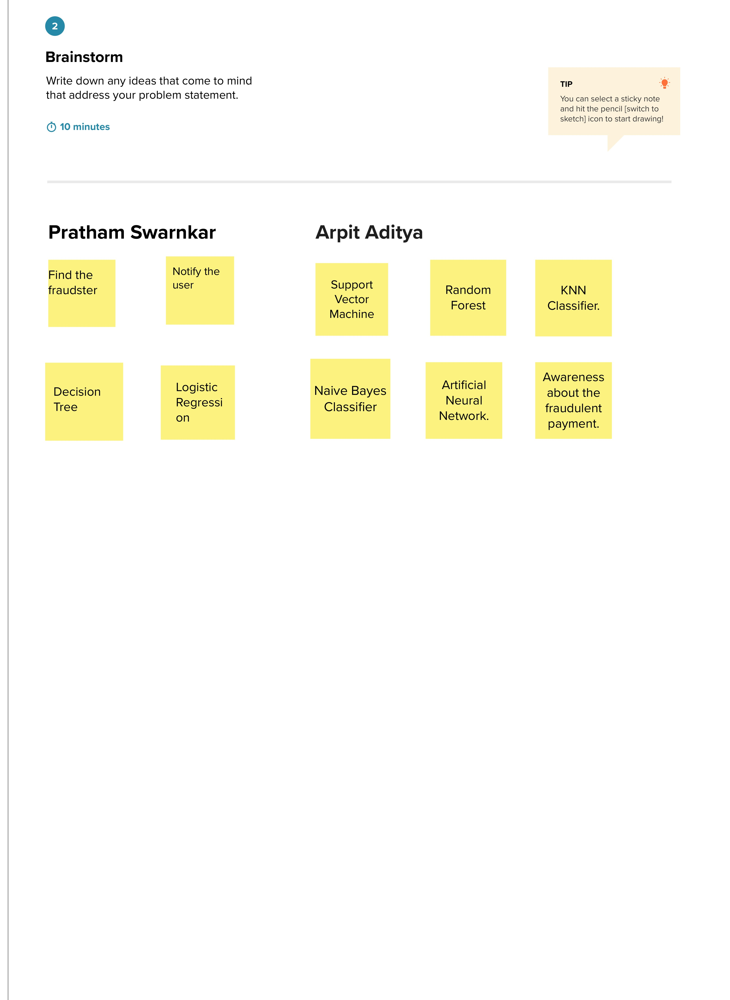 2
Brainstorm
Write down any ideas that come to mind
that address your problem statement.
10 minutes
TIP
You can select a sticky note
and hit the pencil [switch to
sketch] icon to start drawing!
Pratham Swarnkar
Find the
fraudster
Notify the
user
Decision
Tree
Logistic
Regressi
on
Arpit Aditya
Support
Vector
Machine
Random
Forest
KNN
Classifier.
Naive Bayes
Classifier
Artificial
Neural
Network.
Awareness
about the
fraudulent
payment.